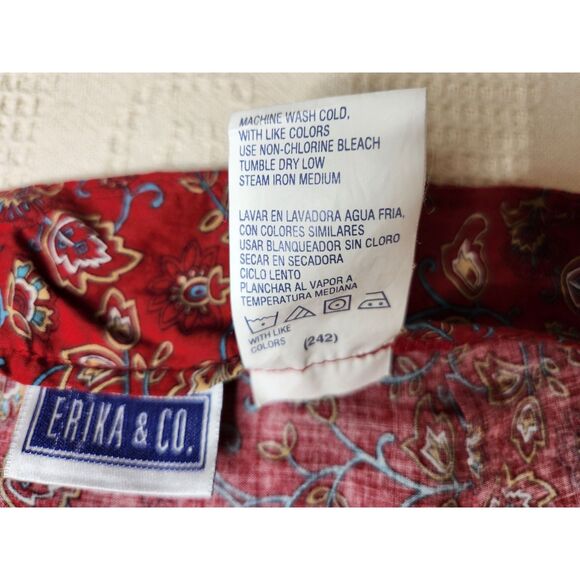 MACHINE WASH COLD,
WITH LIKE COLORS
USE NON-CHLORINE BLEACH
TUMBLE DRY LOW
STEAM IRON MEDIUM
LAVAR EN LAVADORA AGUA FRIA,
CON COLORES SIMILARES
USAR BLANQUEADOR SIN CLORO
SECAR EN SECADORA
CICLO LENTO
PLANCHAR AL VAPOR A
TEMPERATURA MEDIANA
WITH LIKE
COLORS (242)
ERIKA & CO.